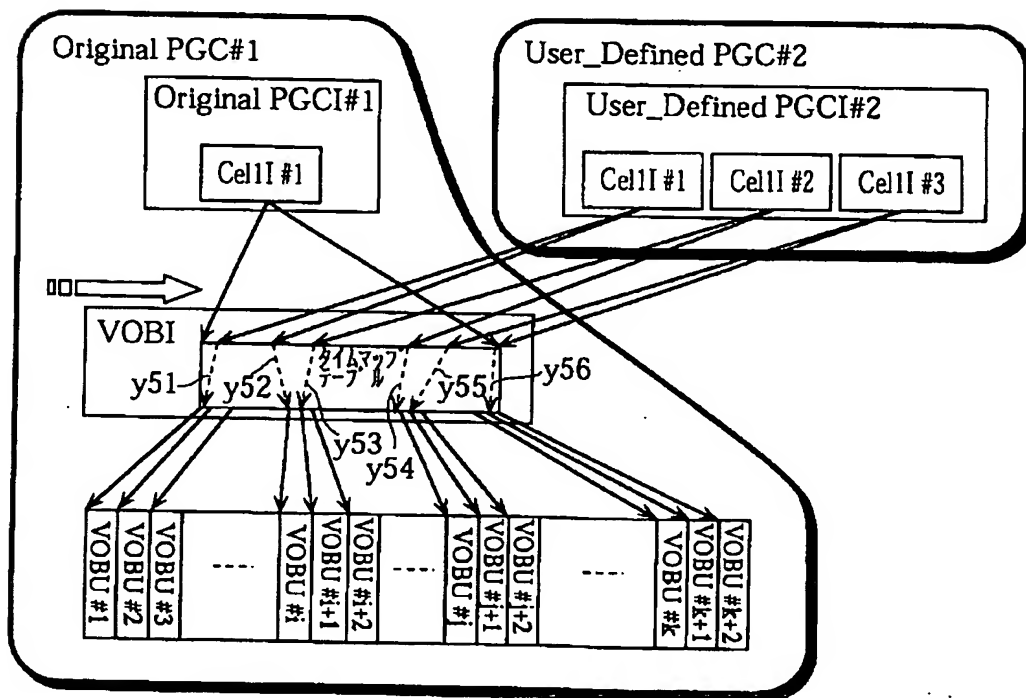 Original PGC#1
User_Defined PGC#2
Original PGCI#1
User_Defined PGCI#2
CellI #1
CellI #1
CellI #2
CellI #3
VOBI
タイムマップ
テーブル
y51
y52
y53
y54
y55
y56
VOBU #1
VOBU #2
VOBU #3
VOBU #i
VOBU #i+1
VOBU #i+2
VOBU #j
VOBU #j+1
VOBU #j+2
VOBU #k
VOBU #k+1
VOBU #k+2